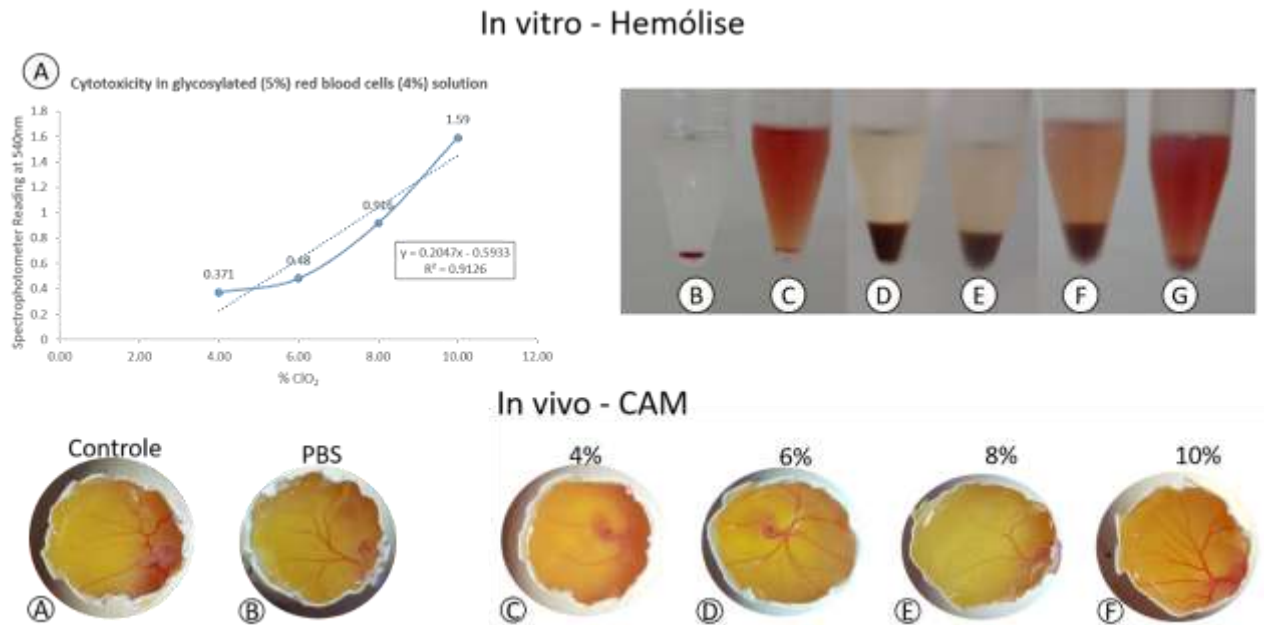 In vitro - Hemólise
A
Cytotoxicity in glycosylated (5%) red blood cells (4%) solution
Spectrophotometer Reading at 540nm
1.8
1.6
1.4
1.2
1
0.8
0.6
0.4
0.2
0
0.371
0.48
0.916
1.59
y = 0.2047x - 0.5933
R² = 0.9126
0.00 2.00 4.00 6.00 8.00 10.00 12.00
% ClO₂
B C D E F G
In vivo - CAM
Controle PBS 4% 6% 8% 10%
A B C D E F